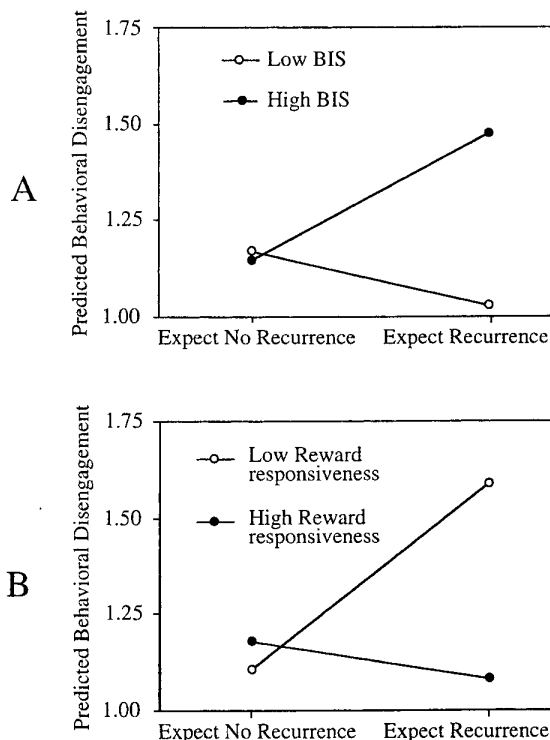 A
Predicted Behavioral Disengagement
1.75
1.50
1.25
1.00
Low BIS
High BIS
Expect No Recurrence
Expect Recurrence
B
Predicted Behavioral Disengagement
1.75
1.50
1.25
1.00
Low Reward
responsiveness
High Reward
responsiveness
Expect No Recurrence
Expect Recurrence